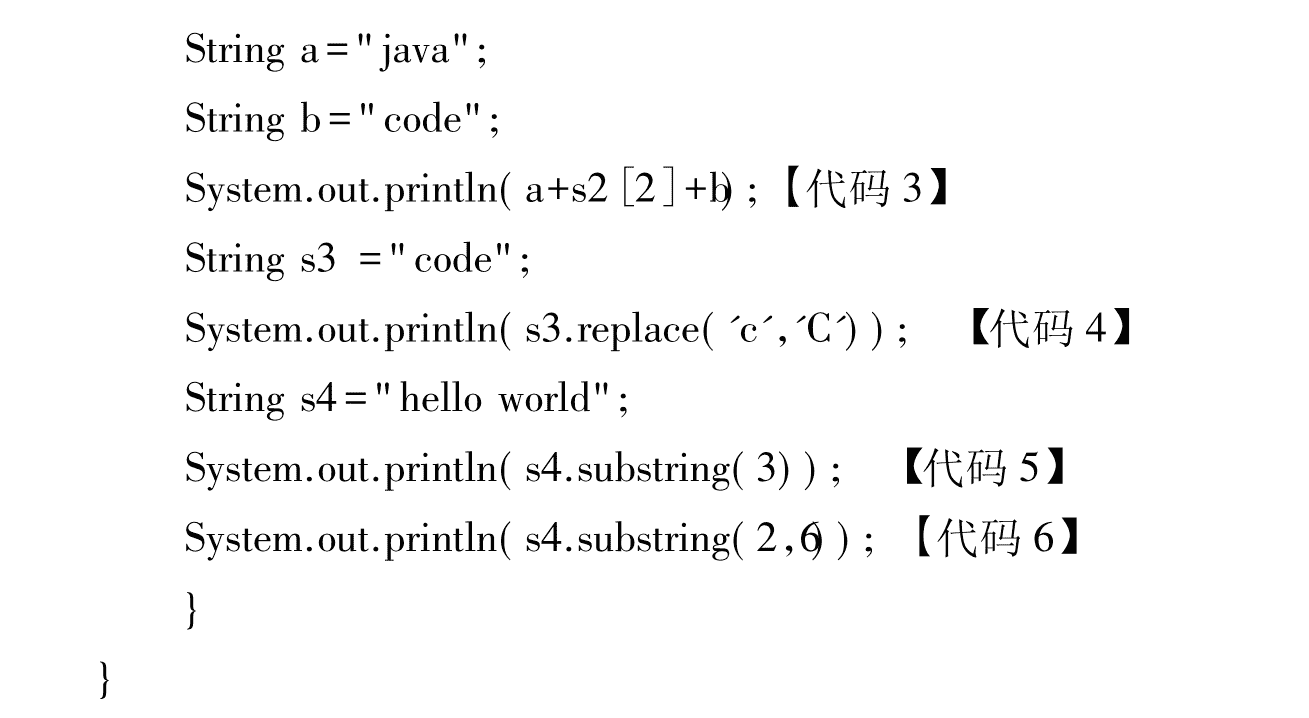 String a="java";
String b="code";
System.out.println( a+s2[2]+b) ;【代码 3】
String s3 ="code";
System.out.println( s3.replace( ´c´,´C´) ) ; 【代码 4】
String s4="hello world";
System.out.println( s4.substring( 3) ) ; 【代码 5】
System.out.println( s4.substring( 2,6) ) ; 【代码 6】
}
}